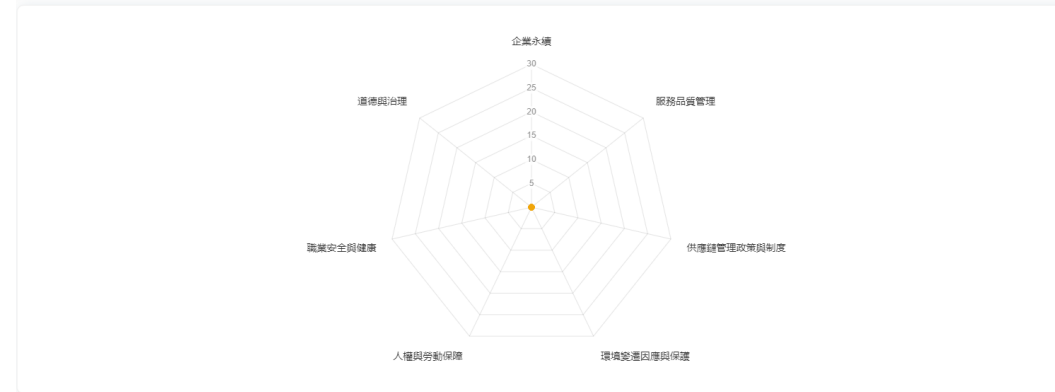 企業永續
30
25
道德與治理
服務品質管理
20
15
10
5
職業安全與健康
供應鏈管理政策與制度
人權與勞動保障
環境變遷因應與保護